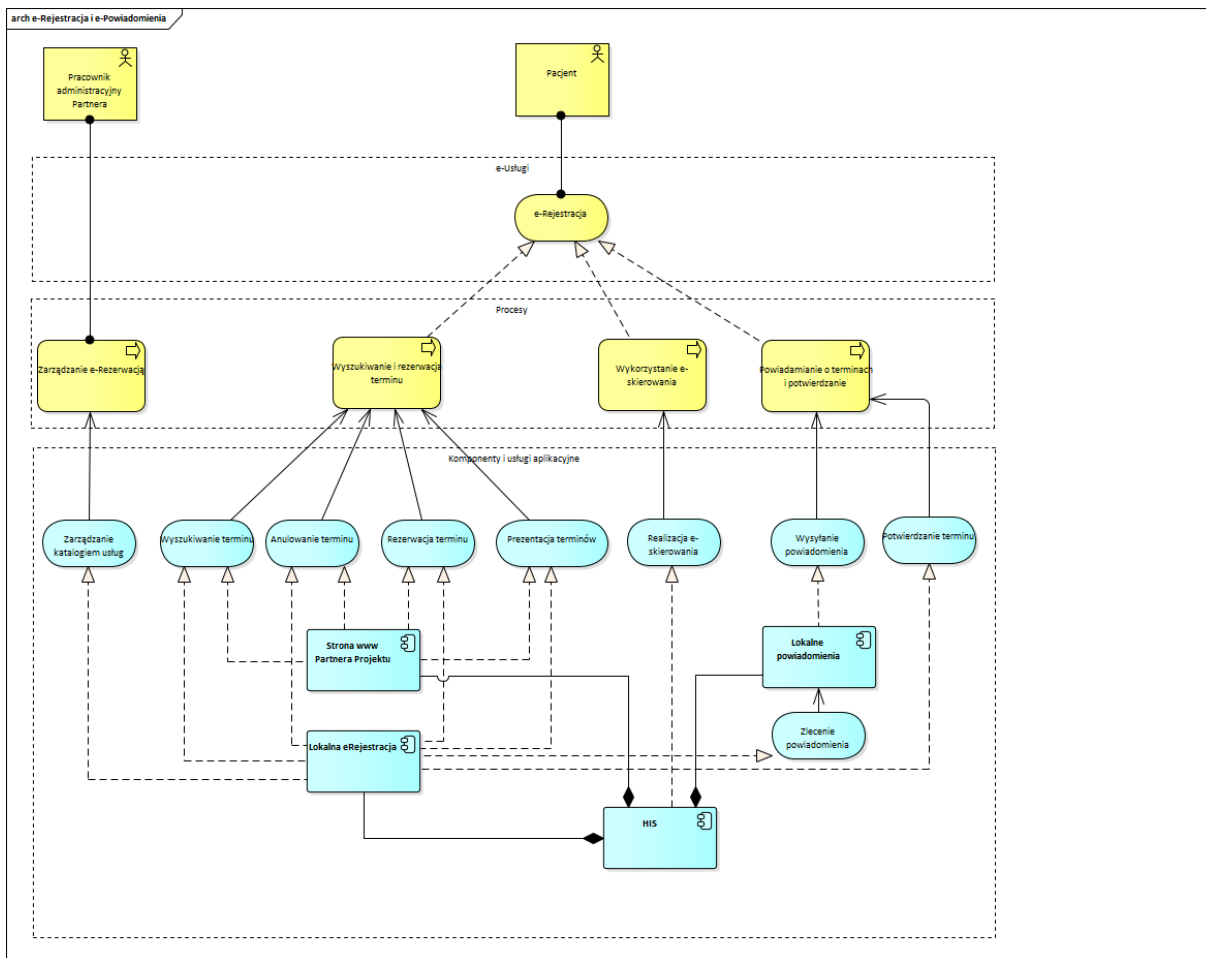 arch e-Rejestracja i e-Powiadomienia
Pracownik
administracyjny
Partnera
Pacjent
e-Usługi
e-Rejestracja
Procesy
Zarządzanie e-Rezerwacją
Wyszukiwanie i rezerwacja
terminu
Wykorzystanie e-
skierowania
Powiadamianie o terminach
i potwierdzanie
Komponenty i usługi aplikacyjne
Zarządzanie
katalogiem usług
Wyszukiwanie terminu
Anulowanie terminu
Rezerwacja terminu
Prezentacja terminów
Realizacja e-
skierowania
Wysyłanie
powiadomienia
Potwierdzanie terminu
Strona www
Partnera Projektu
Lokalne
powiadomienia
Lokalna eRejestracja
Zlecenie
powiadomienia
HIS